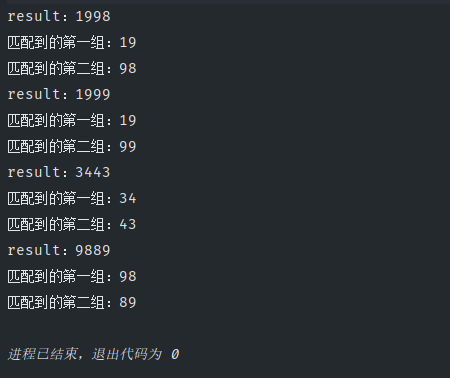 result：1998
匹配到的第一组：19
匹配到的第二组：98
result：1999
匹配到的第一组：19
匹配到的第二组：99
result：3443
匹配到的第一组：34
匹配到的第二组：43
result：9889
匹配到的第一组：98
匹配到的第二组：89
进程已结束，退出代码为 0